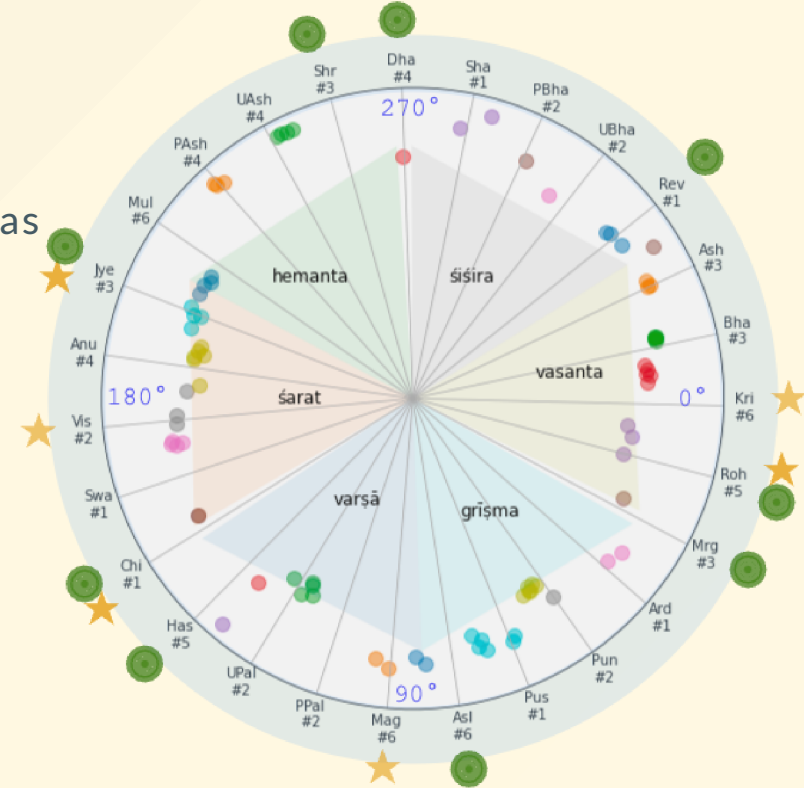 as
Dha
#4
Sha
#1
PBha
#2
UBha
#2
Rev
#1
Ash
#3
Bha
#3
Kri
#6
Roh
#5
Mrg
#3
Ard
#1
Pun
#2
Pus
#1
Asl
#6
Mag
#6
PPal
#2
UPal
#2
Has
#5
Chi
#1
Swa
#1
Vis
#2
Anu
#4
Jye
#3
Mul
#6
PAsh
#4
UAsh
#4
Shr
#3
270°
0°
90°
180°
hemanta
śiśira
vasanta
grīṣma
varṣā
śarat